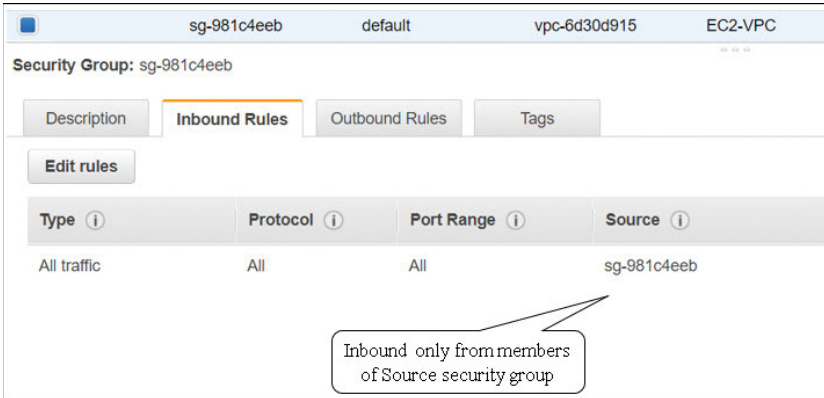 sg-981c4eeb default vpc-6d30d915 EC2-VPC
Security Group: sg-981c4eeb
Description Inbound Rules Outbound Rules Tags
Edit rules
Type i Protocol i Port Range i Source i
All traffic All All sg-981c4eeb
Inbound only from members
of Source security group